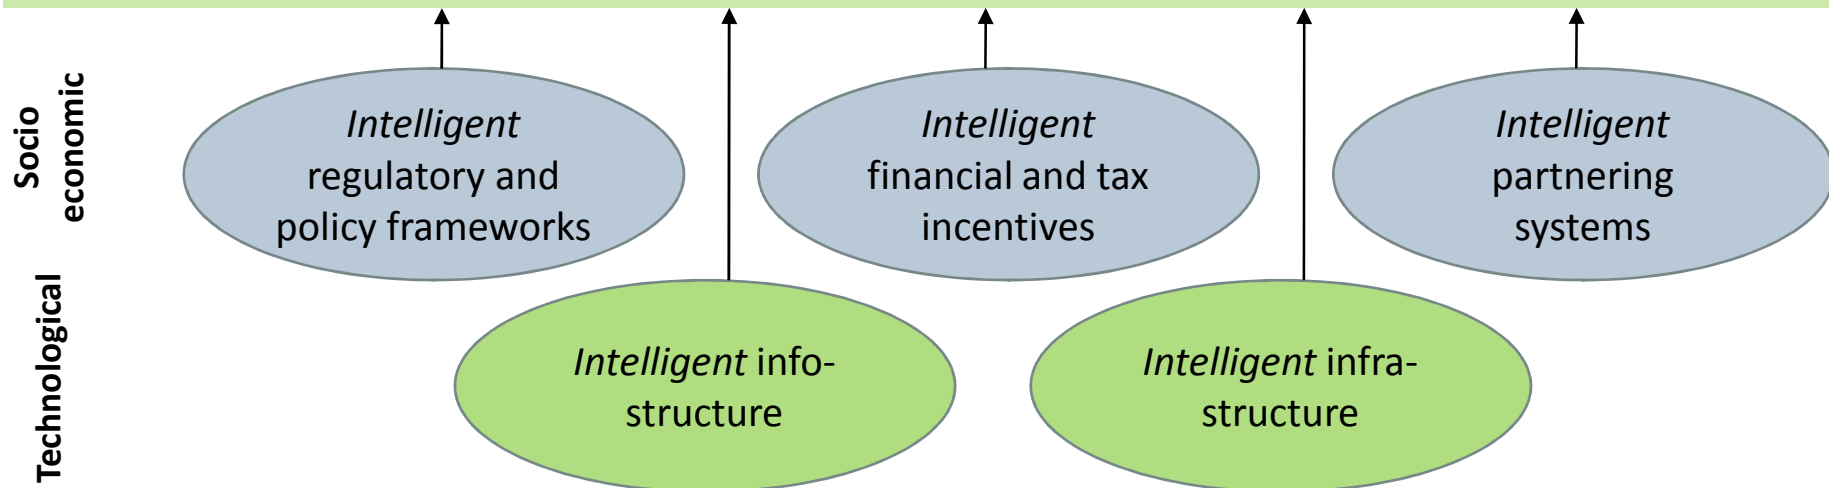 Socio
economic
Intelligent
regulatory and
policy frameworks
Intelligent
financial and tax
incentives
Intelligent
partnering
systems
Technological
Intelligent info-
structure
Intelligent infra-
structure